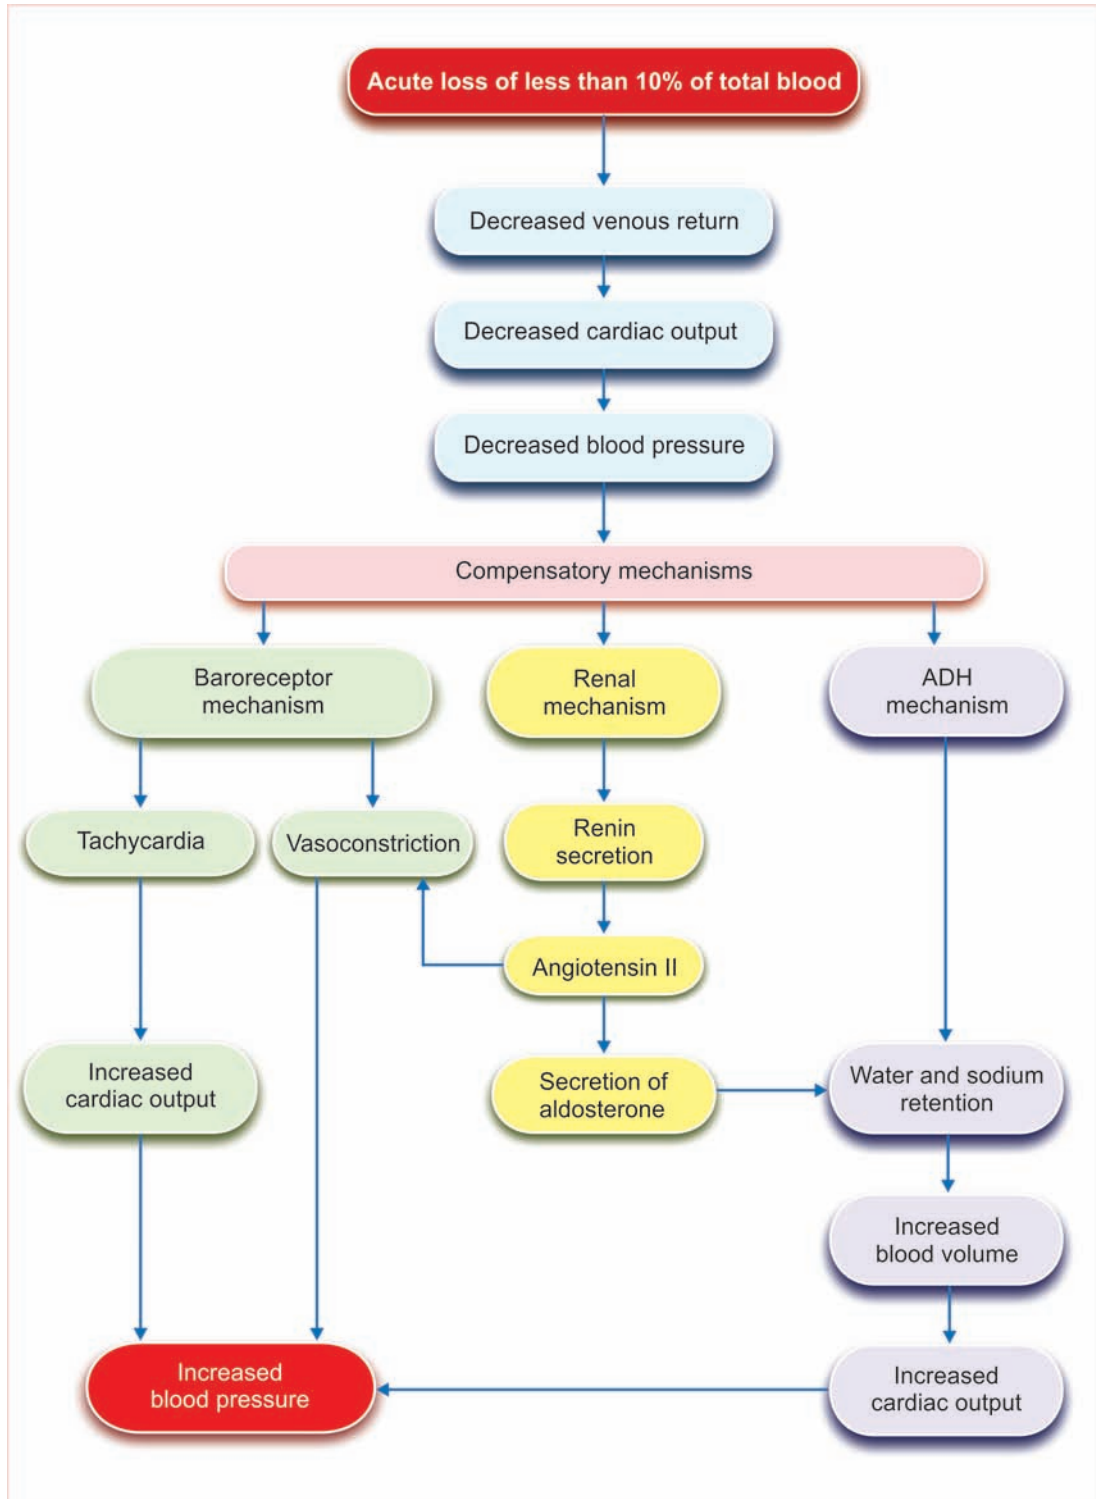 Acute loss of less than 10% of total blood
Decreased venous return
Decreased cardiac output
Decreased blood pressure
Compensatory mechanisms
Baroreceptor
mechanism
Renal
mechanism
ADH
mechanism
Tachycardia
Vasoconstriction
Renin
secretion
Angiotensin II
Increased
cardiac output
Secretion of
aldosterone
Water and sodium
retention
Increased
blood volume
Increased
blood pressure
Increased
cardiac output